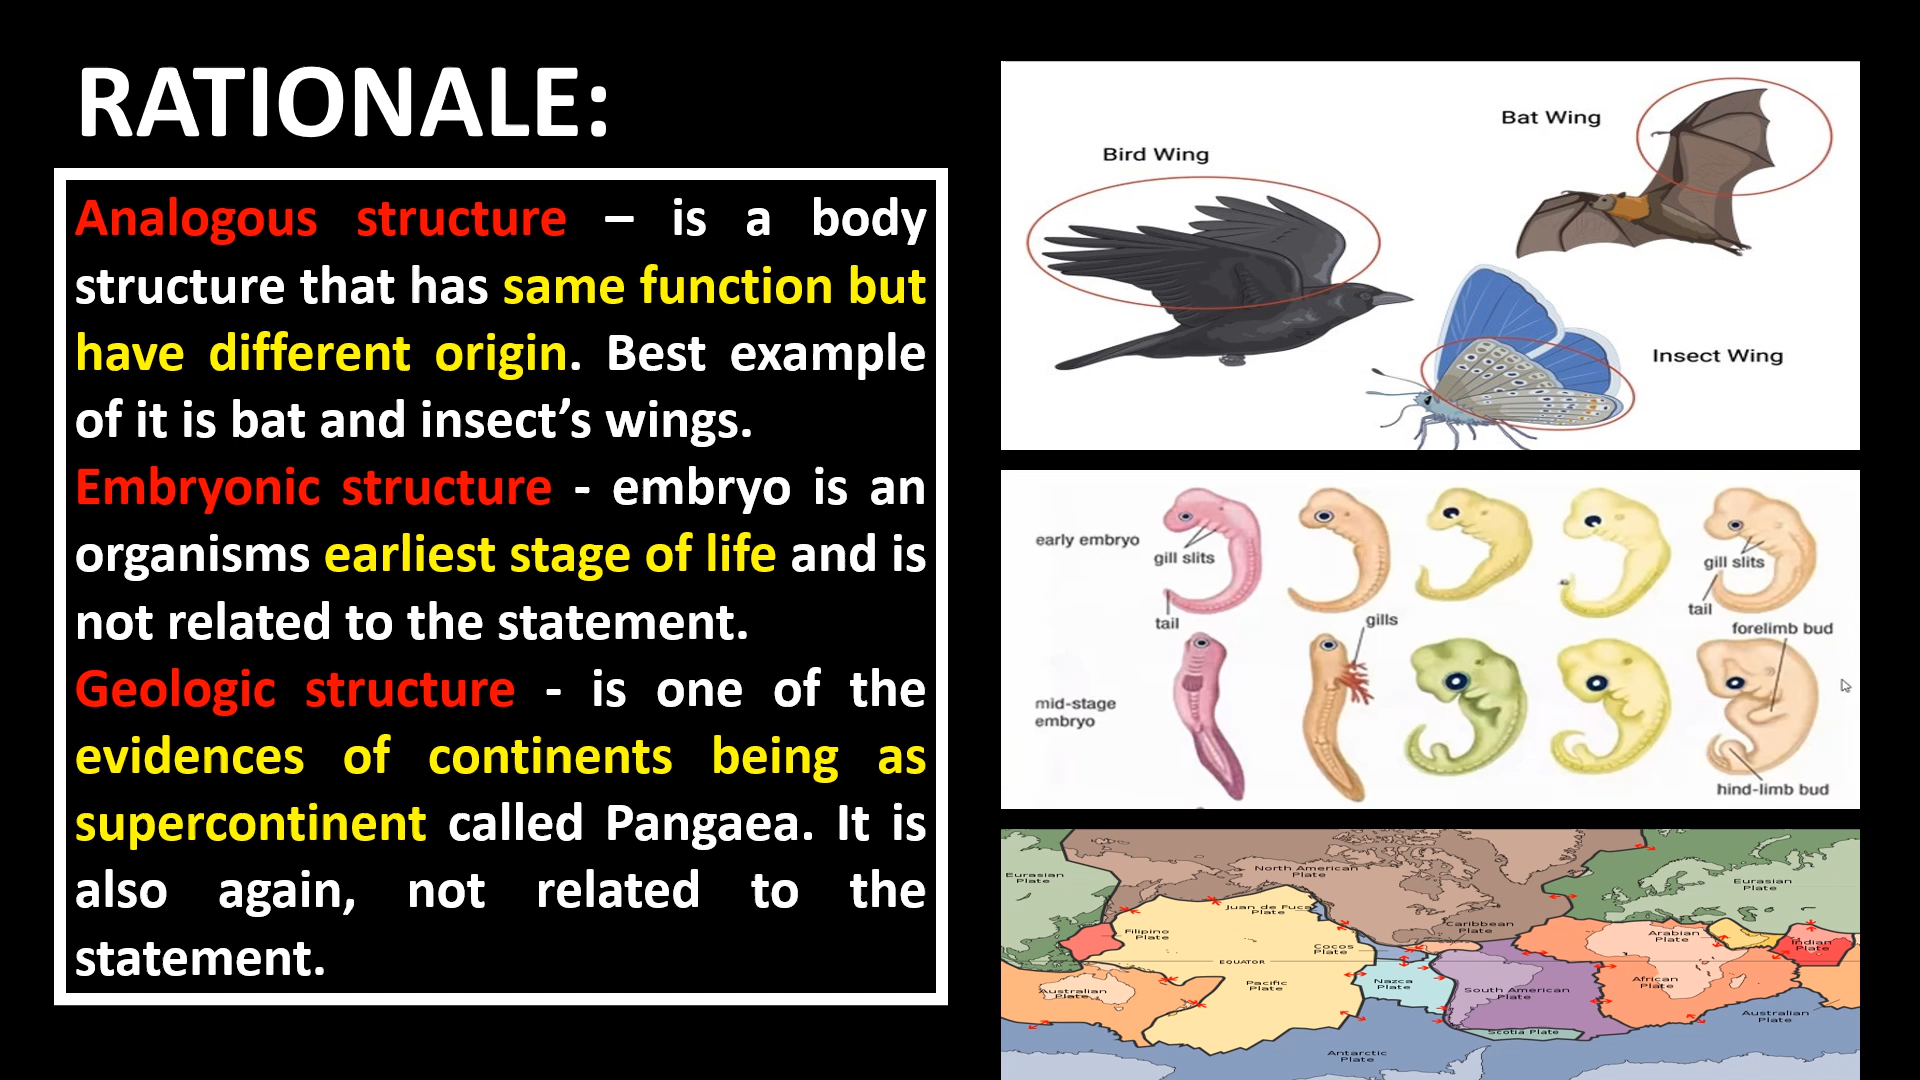 RATIONALE:
Analogous structure – is a body
structure that has same function but
have different origin. Best example
of it is bat and insect’s wings.
Embryonic structure - embryo is an
organisms earliest stage of life and is
not related to the statement.
Geologic structure - is one of the
evidences of continents being as
supercontinent called Pangaea. It is
also again, not related to the
statement.
Bat Wing
Bird Wing
Insect Wing
early embryo
gill slits
tail
gill slits
tail
gills
forelimb bud
mid-stage
embryo
hind-limb bud
Eurasian
Plate
North American
Plate
Eurasian
Plate
Juan de Fuca
Plate
Filipino
Plate
Caribbean
Plate
Cocos
Plate
Arabian
Plate
Indian
Plate
EQUATOR
Australian
Plate
Pacific
Plate
Nazca
Plate
South American
Plate
African
Plate
Australian
Plate
Scotia Plate
Antarctic
Plate